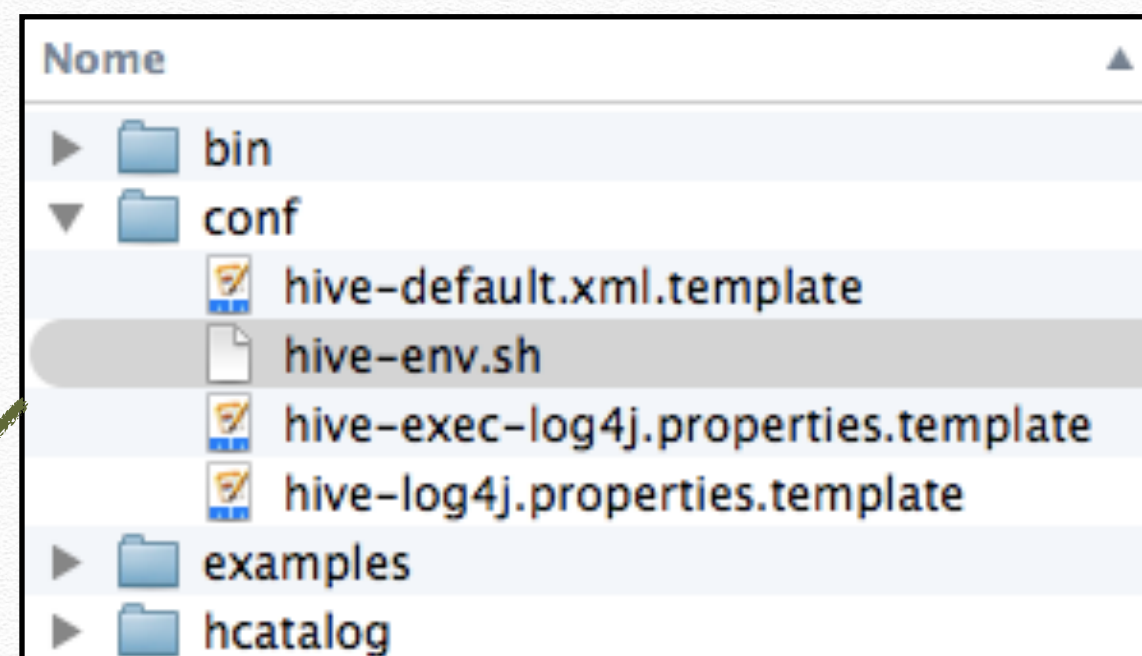 Nome
bin
conf
hive-default.xml.template
hive-env.sh
hive-exec-log4j.properties.template
hive-log4j.properties.template
examples
hcatalog